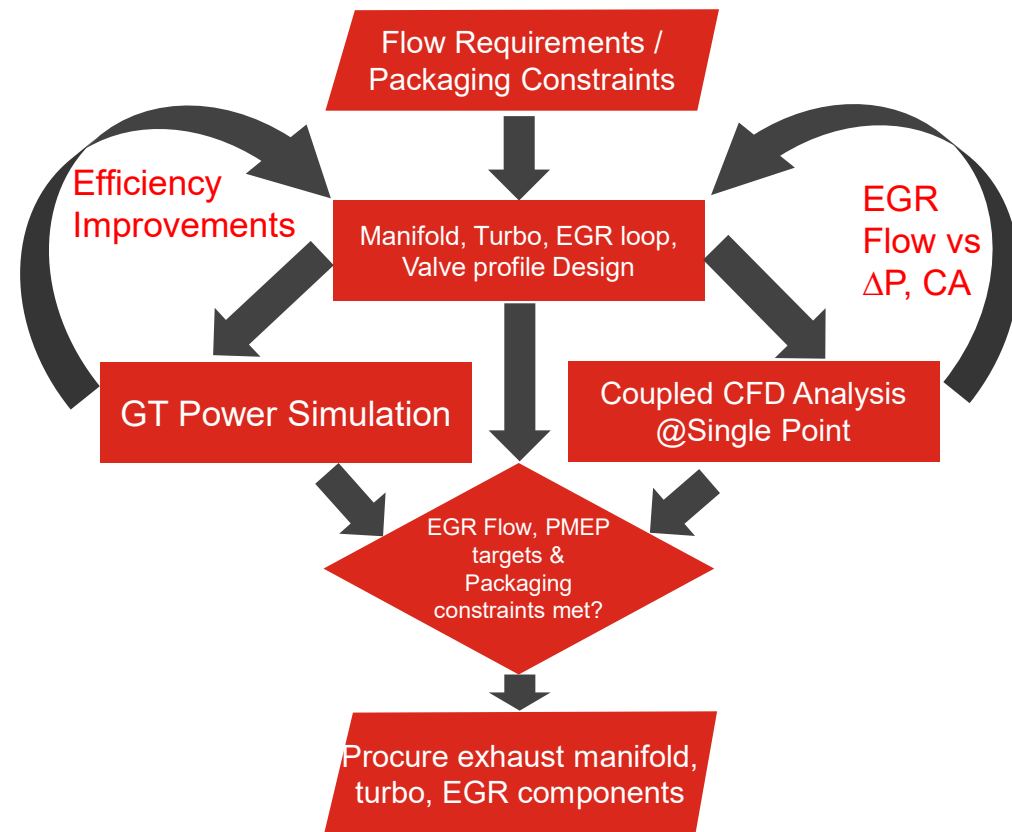 Flow Requirements /
Packaging Constraints
Efficiency
Improvements
EGR
Flow vs
ΔP, CA
Manifold, Turbo, EGR loop,
Valve profile Design
GT Power Simulation
Coupled CFD Analysis
@Single Point
EGR Flow, PMEP
targets &
Packaging
constraints met?
Procure exhaust manifold,
turbo, EGR components